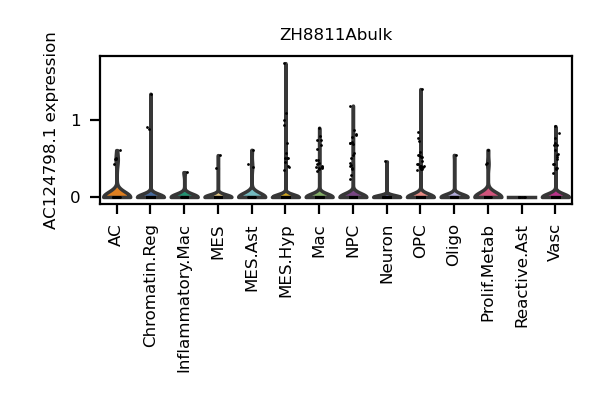 ZH8811Abulk
AC124798.1 expression
1
0
AC
Chromatin.Reg
Inflammatory.Mac
MES
MES.Ast
MES.Hyp
Mac
NPC
Neuron
OPC
Oligo
Prolif.Metab
Reactive.Ast
Vasc